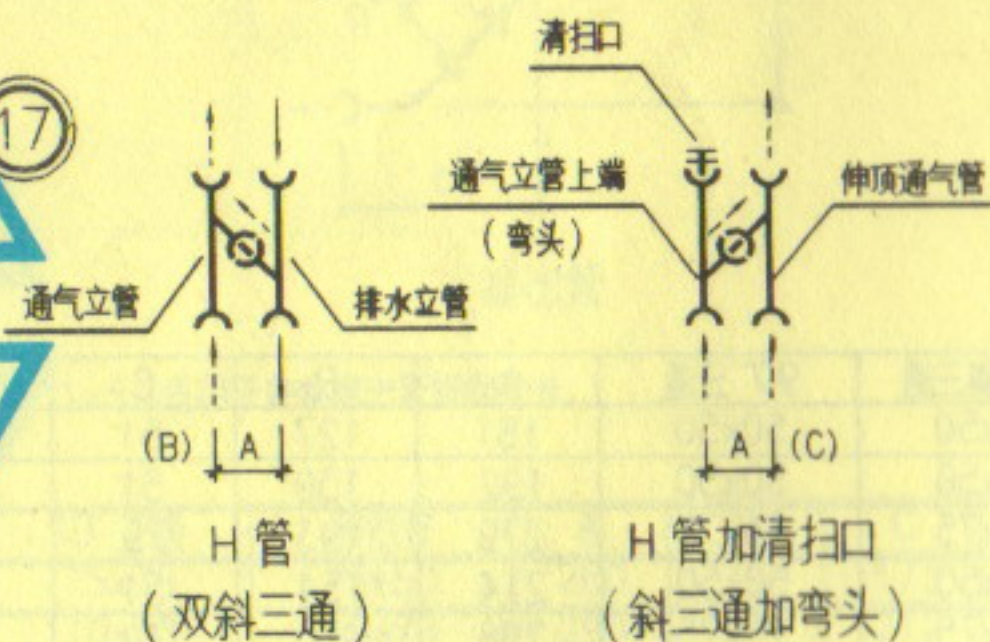 17
清扫口
通气立管上端
(弯头)
伸顶通气管
通气立管
排水立管
(B) A
A (C)
H 管
(双斜三通)
H 管加清扫口
(斜三通加弯头)